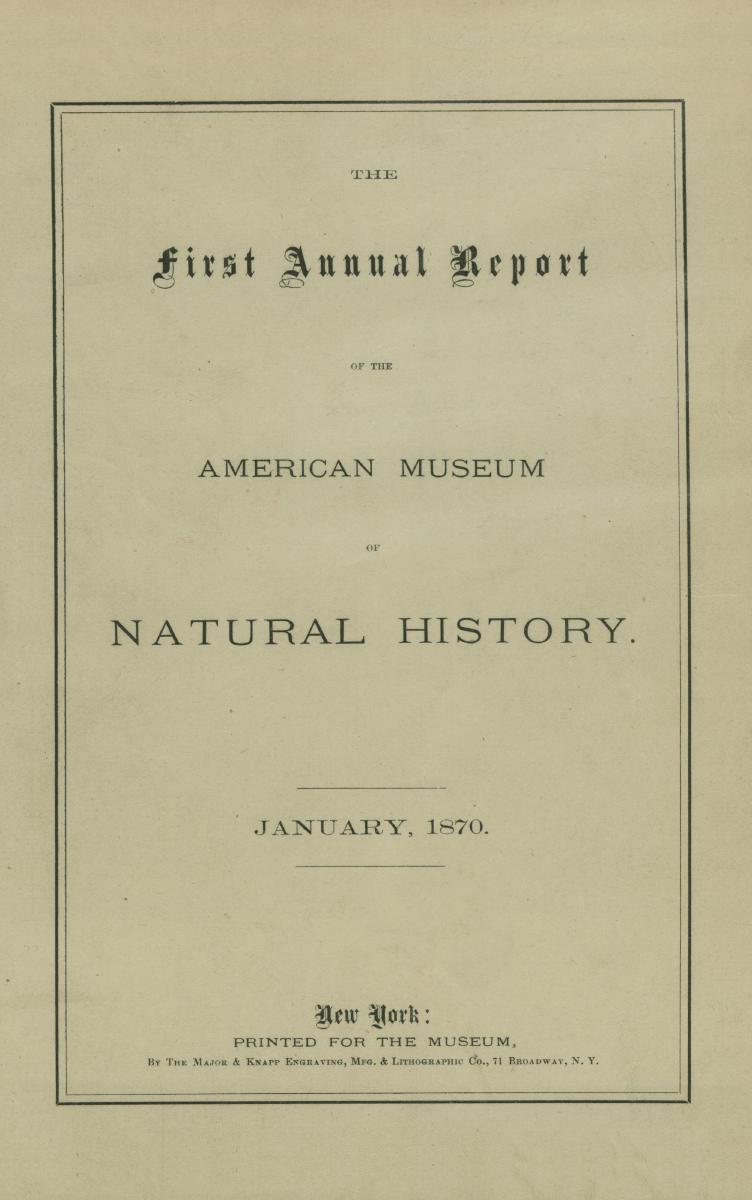 THE
First Annual Report
OF THE
AMERICAN MUSEUM
OF
NATURAL HISTORY.
JANUARY, 1870.
New York:
PRINTED FOR THE MUSEUM,
BY THE MAJOR & KNAPP ENGRAVING, MFG. & LITHOGRAPHIC CO., 71 BROADWAY, N. Y.